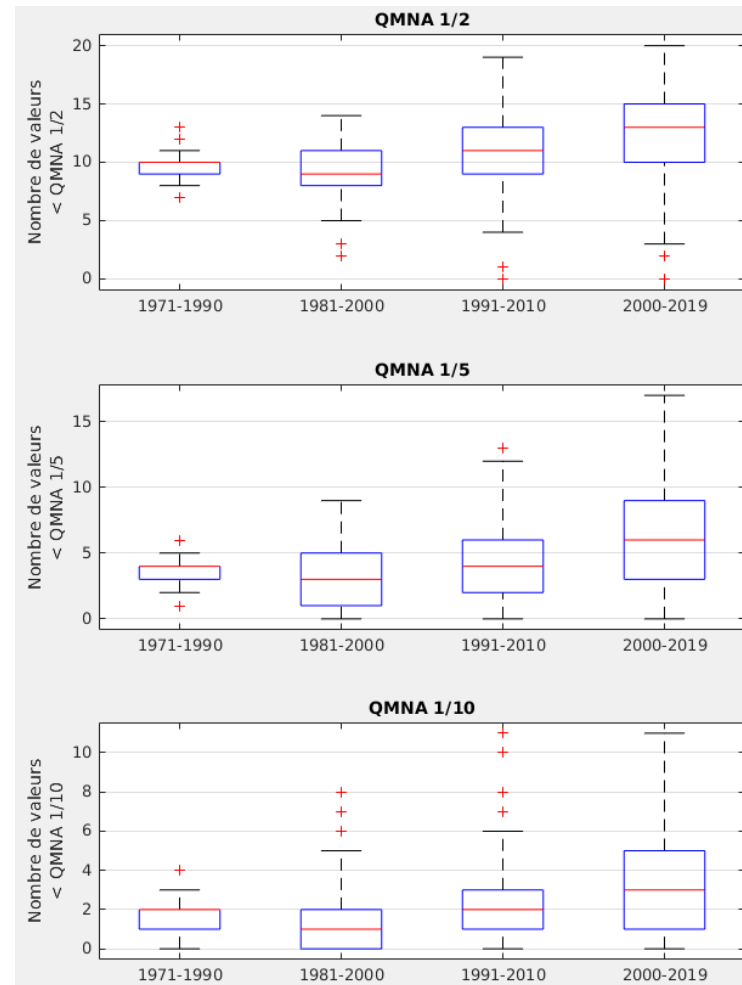 QMNA 1/2
Nombre de valeurs
< QMNA 1/2
20
15
10
5
0
1971-1990 1981-2000 1991-2010 2000-2019
QMNA 1/5
Nombre de valeurs
< QMNA 1/5
15
10
5
0
1971-1990 1981-2000 1991-2010 2000-2019
QMNA 1/10
Nombre de valeurs
< QMNA 1/10
10
8
6
4
2
0
1971-1990 1981-2000 1991-2010 2000-2019